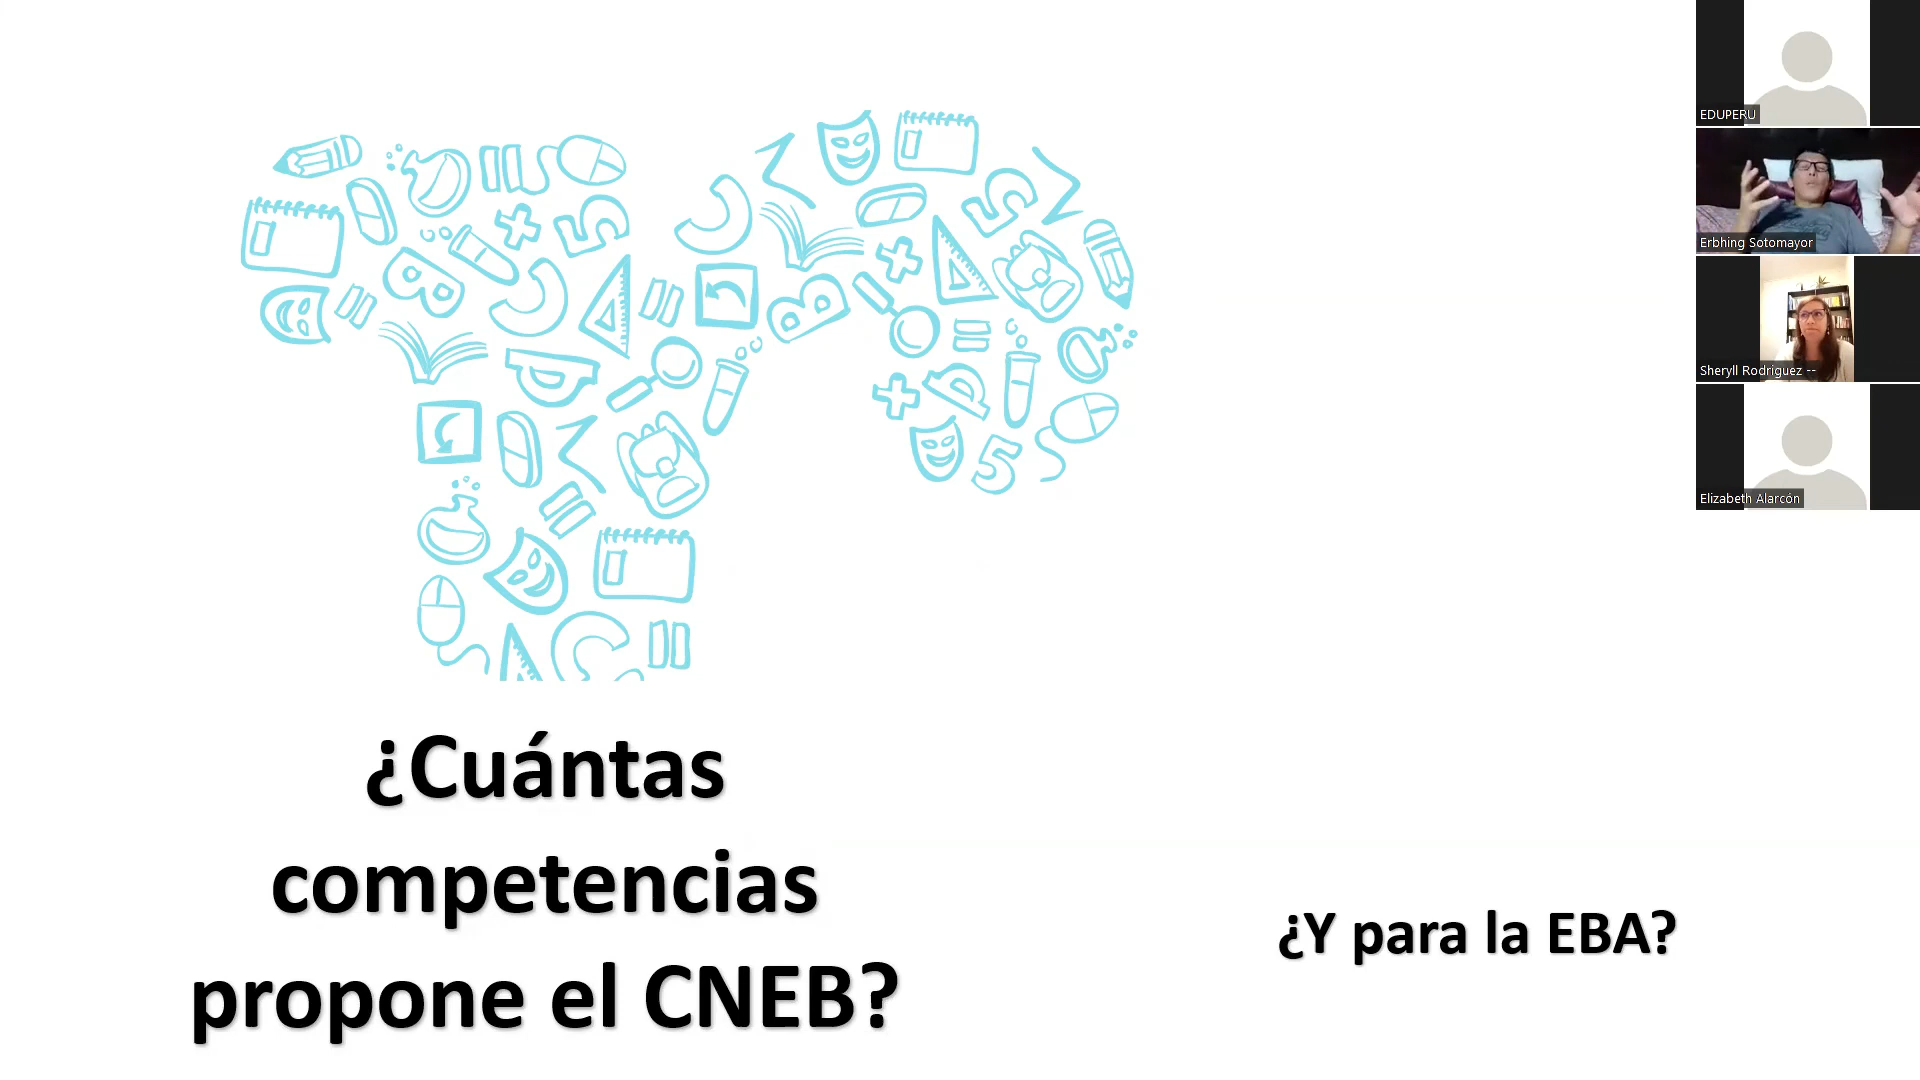 ¿Cuántas
competencias
propone el CNEB?
¿Y para la EBA?
EDUPERU
Erbhing Sotomayor
Sheryll Rodriguez --
Elizabeth Alarcón